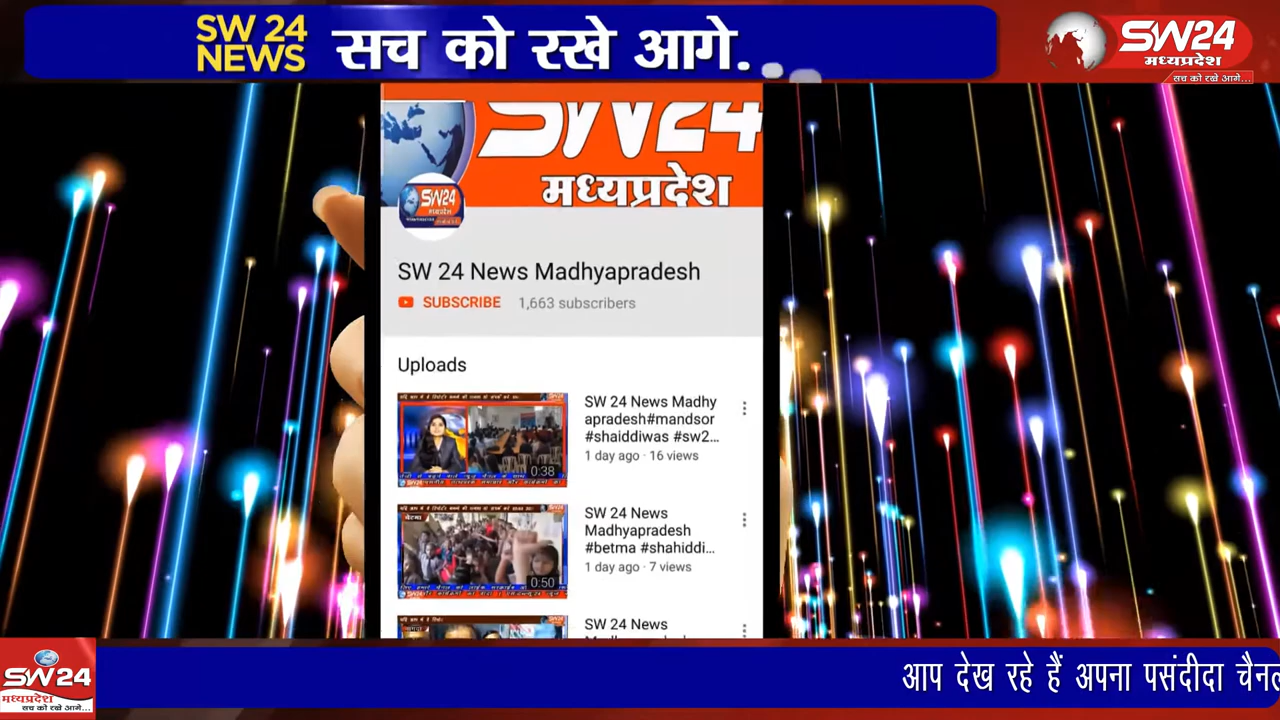 SW 24
NEWS
सच को रखे आगे...
SW24
मध्यप्रदेश
सच को रखे आगे...
SW24
मध्यप्रदेश
SW24
SW 24 News Madhyapradesh
SUBSCRIBE 1,663 subscribers
Uploads
SW 24 News Madhy
apradesh#mandsor
#shaiddiwas #sw2...
1 day ago · 16 views
0:38
SW 24 News
Madhyapradesh
#betma #shahiddi...
1 day ago · 7 views
बेटमा
0:50
SW 24 News
SW24
मध्यप्रदेश
सच को रखे आगे...
आप देख रहे हैं अपना पसंदीदा चैनल